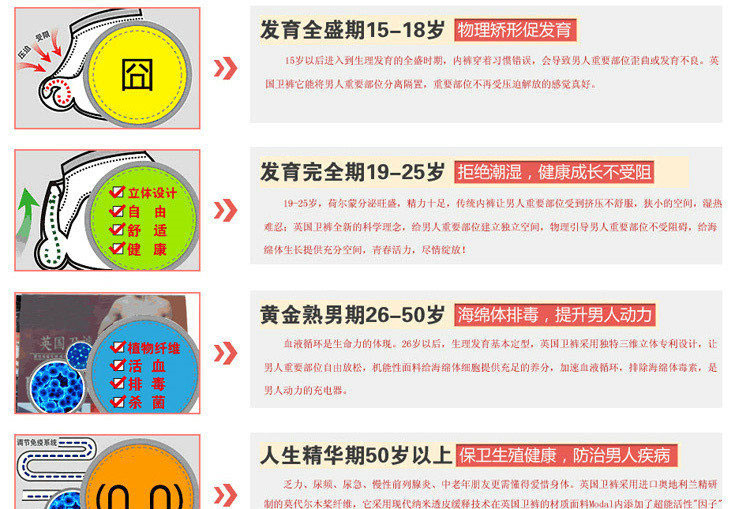 压迫 受阻
囧
发育全盛期15-18岁 物理矫形促发育
15岁以后进入到生理发育的全盛时期，内裤穿着习惯错误，会导致男人重要部位歪曲或发育不良。英
国卫裤它能将男人重要部位分离隔置，重要部位不再受压迫解放的感觉真好。
立体设计
自 由
舒 适
健 康
发育完全期19-25岁 拒绝潮湿，健康成长不受阻
19-25岁，荷尔蒙分泌旺盛，精力十足，传统内裤让男人重要部位受到挤压不舒服，狭小的空间，湿热
难忍；英国卫裤全新的科学理念，给男人重要部位建立独立空间，物理引导男人重要部位不受阻碍，给海
绵体生长提供充分空间，青春活力，尽情绽放！
英国卫裤
植物纤维
活 血
排 毒
杀 菌
黄金熟男期26-50岁 海绵体排毒，提升男人动力
血液循环是生命力的体现。26岁以后，生理发育基本定型，英国卫裤采用独特三维立体专利设计，让
男人重要部位自由放松，机能性面料给海绵体细胞提供充足的养分，加速血液循环，排除海绵体毒素，是
男人动力的充电器。
调节免疫系统
人生精华期50岁以上 保卫生殖健康，防治男人疾病
乏力、尿频、尿急、慢性前列腺炎、中老年朋友更需懂得爱惜身体。英国卫裤采用进口奥地利兰精研
制的莫代尔木桨纤维，它采用现代纳米透皮缓释技术在英国卫裤的材质面料Modal内添加了超能活性"因子"